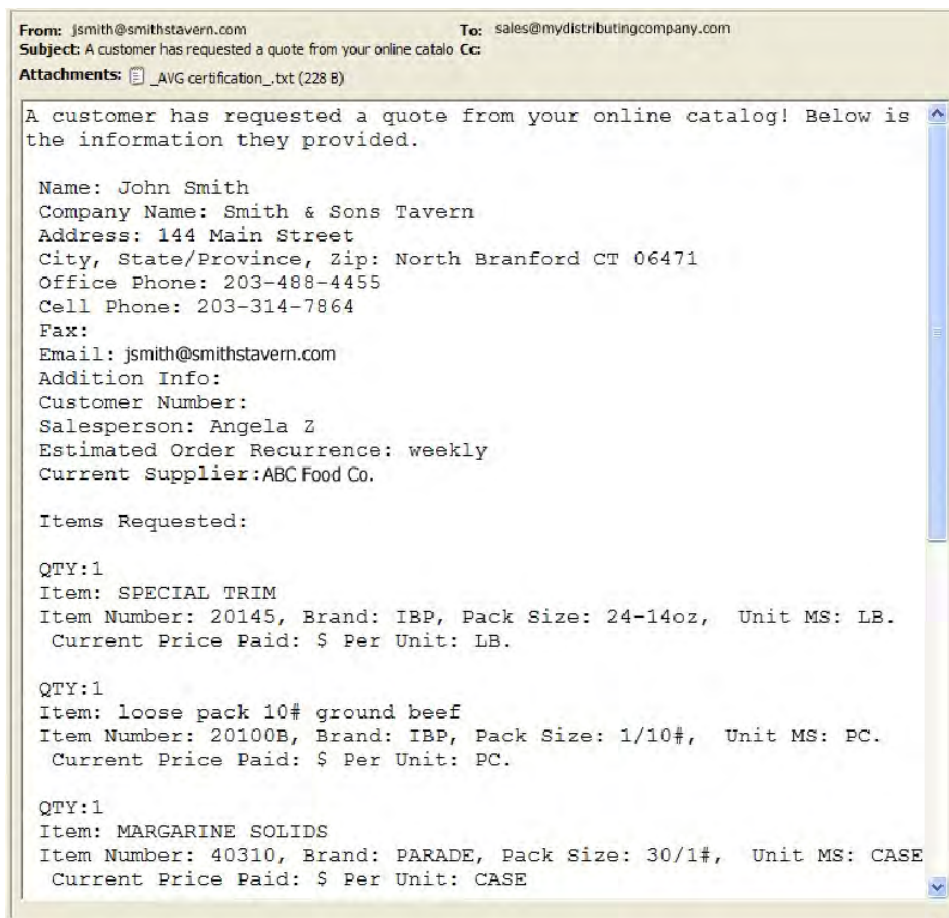 From: jsmith@smithstavern.com To: sales@mydistributingcompany.com
Subject: A customer has requested a quote from your online catalo Cc:
Attachments: _AVG certification_.txt (228 B)
A customer has requested a quote from your online catalog! Below is
the information they provided.
Name: John Smith
Company Name: Smith & Sons Tavern
Address: 144 Main Street
City, State/Province, Zip: North Branford CT 06471
Office Phone: 203-488-4455
Cell Phone: 203-314-7864
Fax:
Email: jsmith@smithstavern.com
Addition Info:
Customer Number:
Salesperson: Angela Z
Estimated Order Recurrence: weekly
Current Supplier:ABC Food Co.
Items Requested:
QTY:1
Item: SPECIAL TRIM
Item Number: 20145, Brand: IBP, Pack Size: 24-14oz, Unit MS: LB.
Current Price Paid: $ Per Unit: LB.
QTY:1
Item: loose pack 10# ground beef
Item Number: 20100B, Brand: IBP, Pack Size: 1/10#, Unit MS: PC.
Current Price Paid: $ Per Unit: PC.
QTY:1
Item: MARGARINE SOLIDS
Item Number: 40310, Brand: PARADE, Pack Size: 30/1#, Unit MS: CASE
Current Price Paid: $ Per Unit: CASE